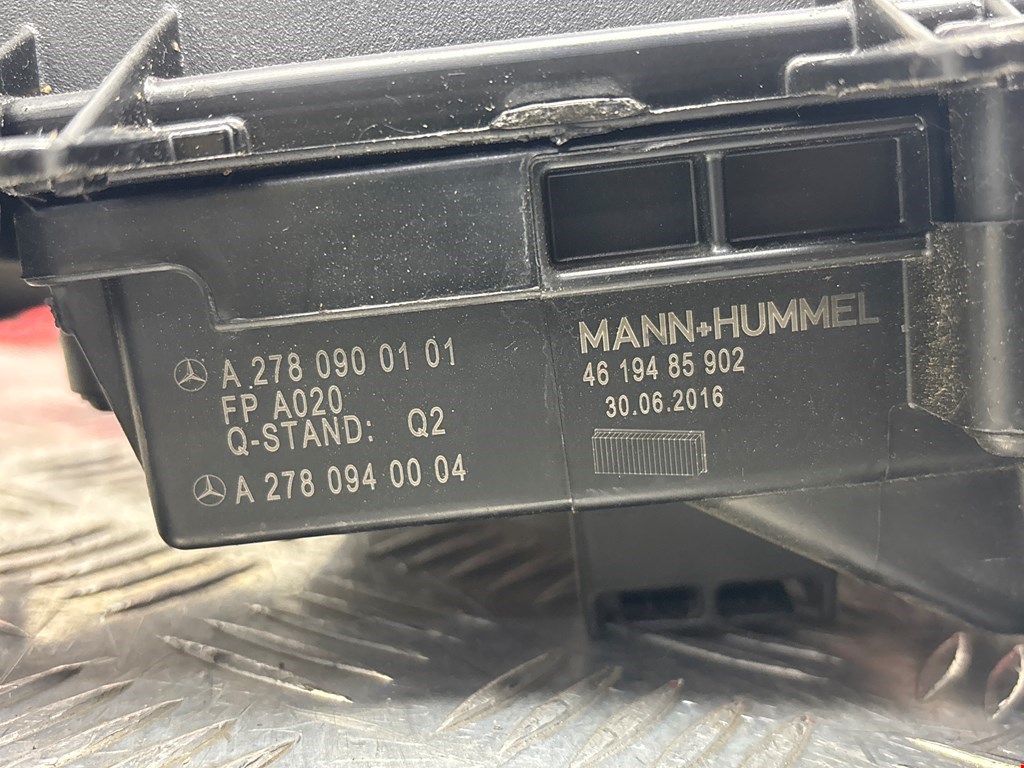 A 278 090 01 01
FP A020
Q-STAND: Q2
A 278 094 00 04
MANN+HUMMEL
46 194 85 902
30.06.2016